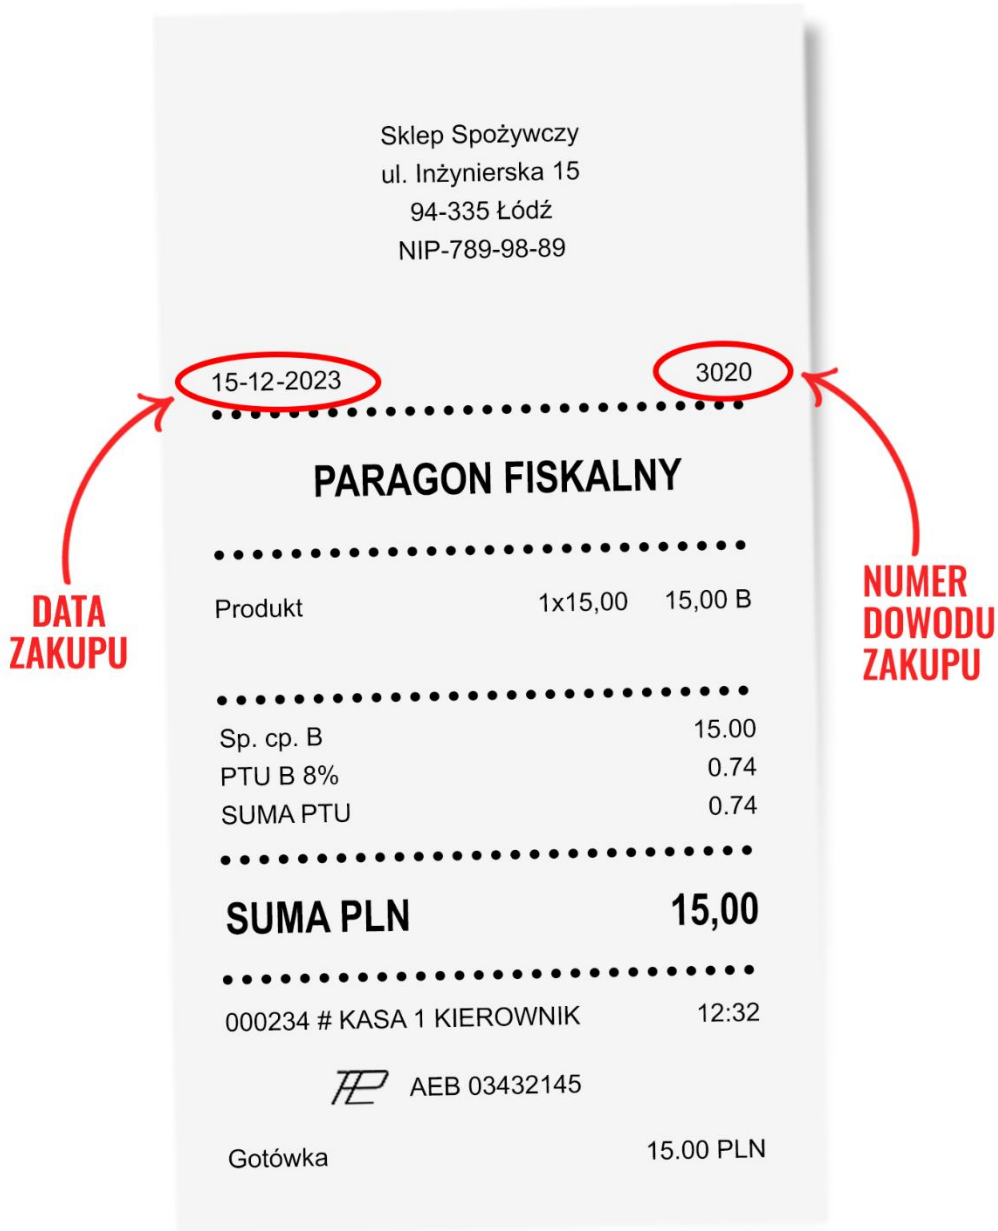 Sklep Spożywczy
ul. Inżynierska 15
94-335 Łódź
NIP-789-98-89
15-12-2023 3020
PARAGON FISKALNY
Produkt 1x15,00 15,00 B
DATA
ZAKUPU
NUMER
DOWODU
ZAKUPU
Sp. cp. B 15.00
PTU B 8% 0.74
SUMA PTU 0.74
SUMA PLN 15,00
000234 # KASA 1 KIEROWNIK 12:32
AEB 03432145
Gotówka 15.00 PLN